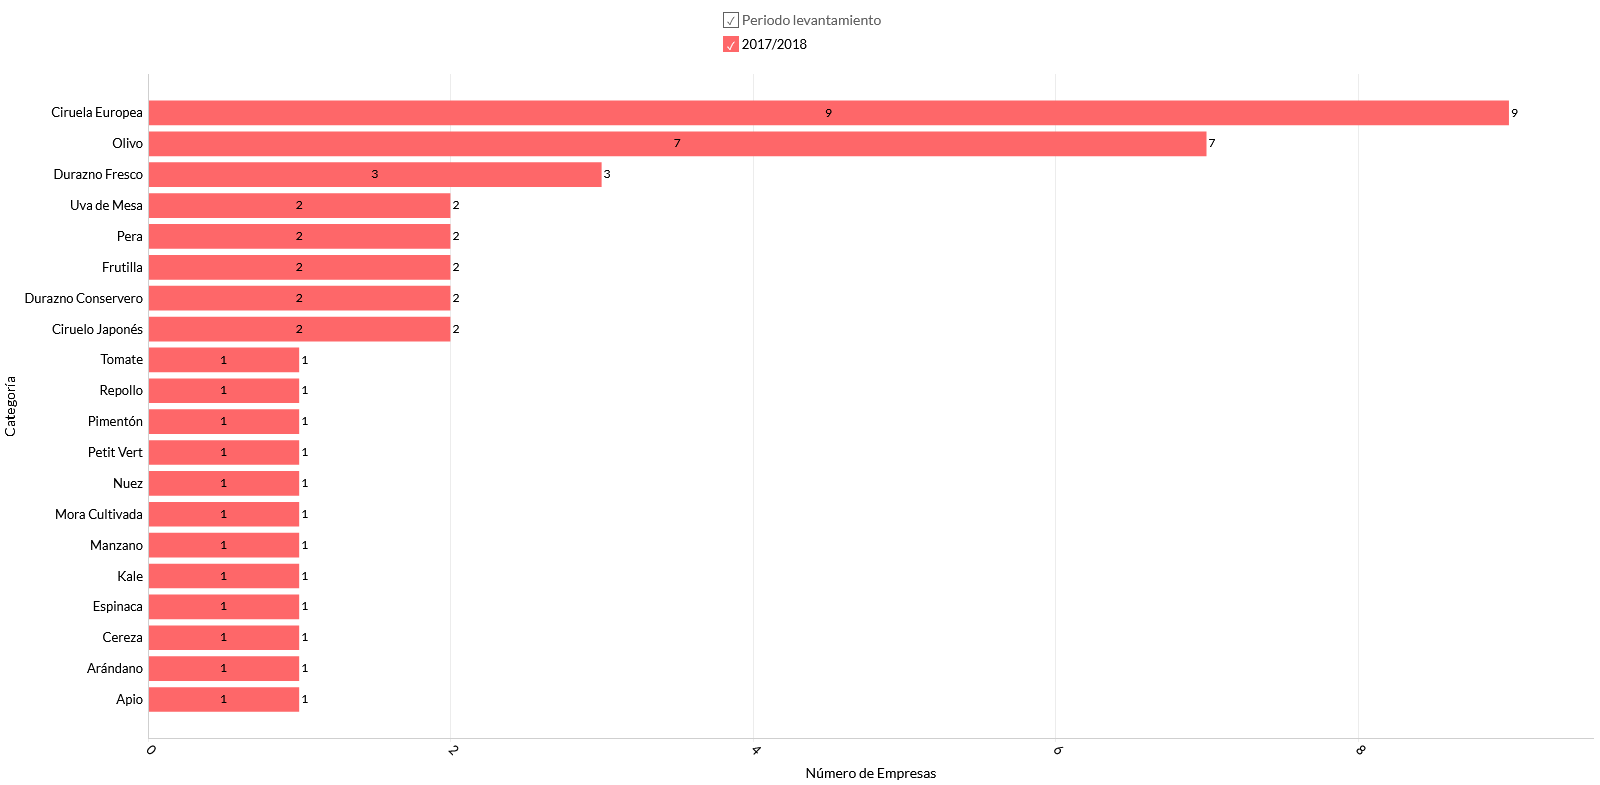 Periodo levantamiento
2017/2018
Ciruela Europea 9 9
Olivo 7 7
Durazno Fresco 3 3
Uva de Mesa 2 2
Pera 2 2
Frutilla 2 2
Durazno Conservero 2 2
Ciruelo Japonés 2 2
Tomate 1 1
Repollo 1 1
Pimentón 1 1
Petit Vert 1 1
Nuez 1 1
Mora Cultivada 1 1
Manzano 1 1
Kale 1 1
Espinaca 1 1
Cereza 1 1
Arándano 1 1
Apio 1 1
Categoría
0 2 4 6 8
Número de Empresas